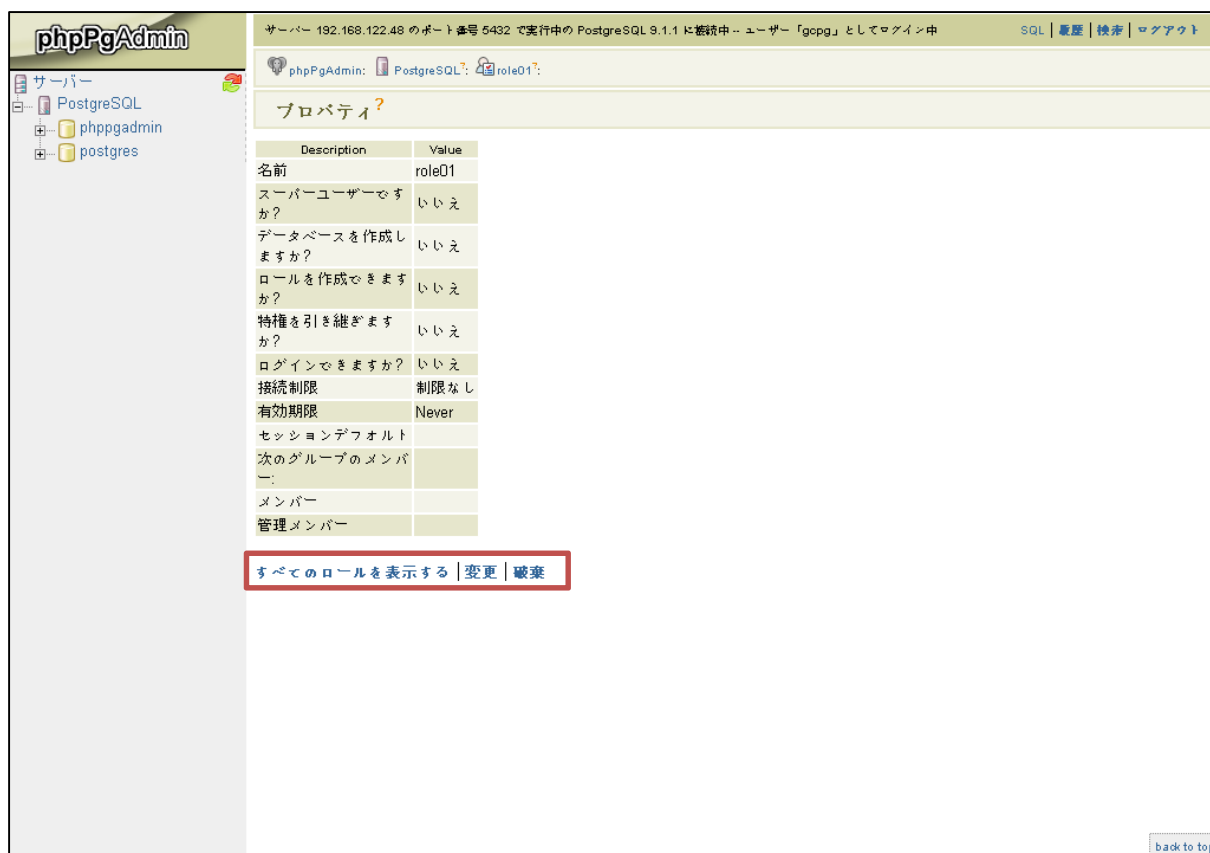 phpPgAdmin
サーバー 192.168.122.48 のポート番号 5432 で実行中の PostgreSQL 9.1.1 に接続中 -- ユーザー「gcpg」としてログイン中
SQL | 履歴 | 検索 | ログアウト
phpPgAdmin: PostgreSQL?: role01?:
サーバー
PostgreSQL
phppgadmin
postgres
プロパティ?
Description Value
名前 role01
スーパーユーザーです
か? いいえ
データベースを作成し
ますか? いいえ
ロールを作成できます
か? いいえ
特権を引き継ぎます
か? いいえ
ログインできますか? いいえ
接続制限 制限なし
有効期限 Never
セッションデフォルト
次のグループのメンバ
ー:
メンバー
管理メンバー
すべてのロールを表示する | 変更 | 破棄
back to top